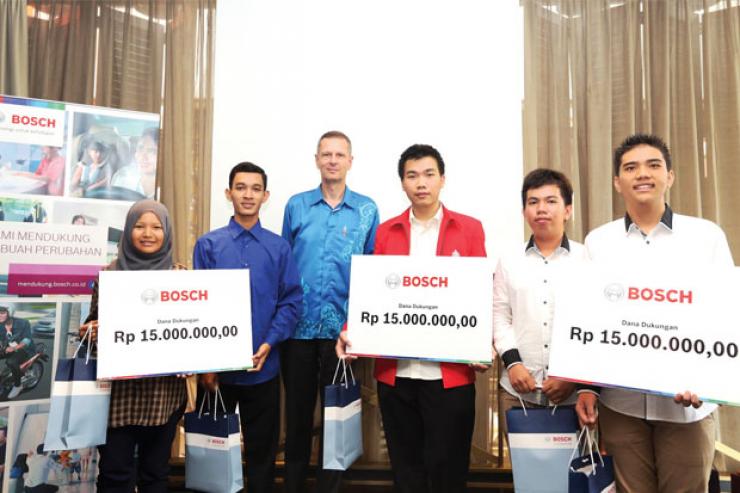 BOSCH
MENDUKUNG
BUAH PERUBAHAN
mendukung.bosch.co.id
BOSCH
Dana Dukungan
Rp 15.000.000,00
BOSCH
Dana Dukungan
Rp 15.000.000,00
BOSCH
Dana Dukungan
Rp 15.000.000,00
BOSCH
BOSCH